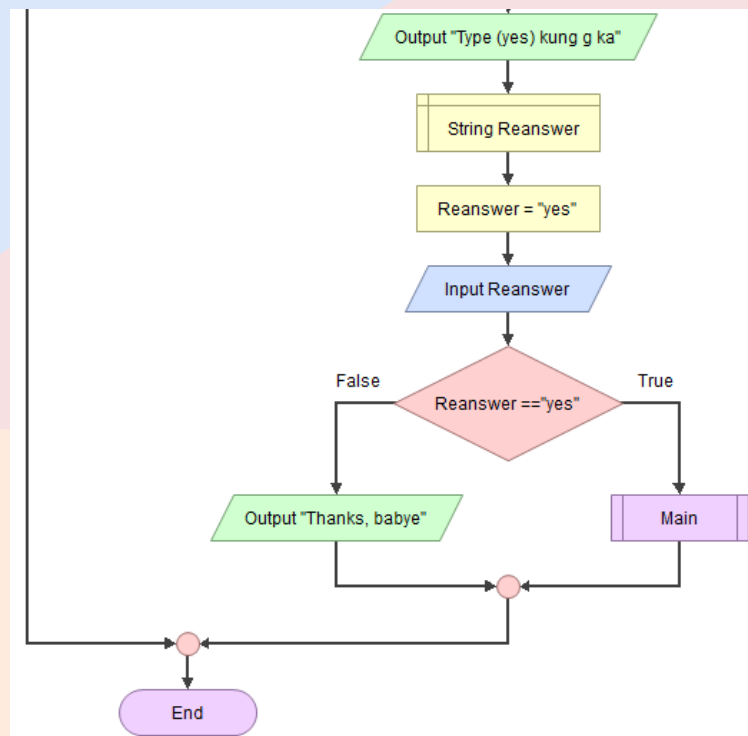 Output "Type (yes) kung g ka"
String Reanswer
Reanswer = "yes"
Input Reanswer
False
True
Reanswer =="yes"
Output "Thanks, babye"
Main
End